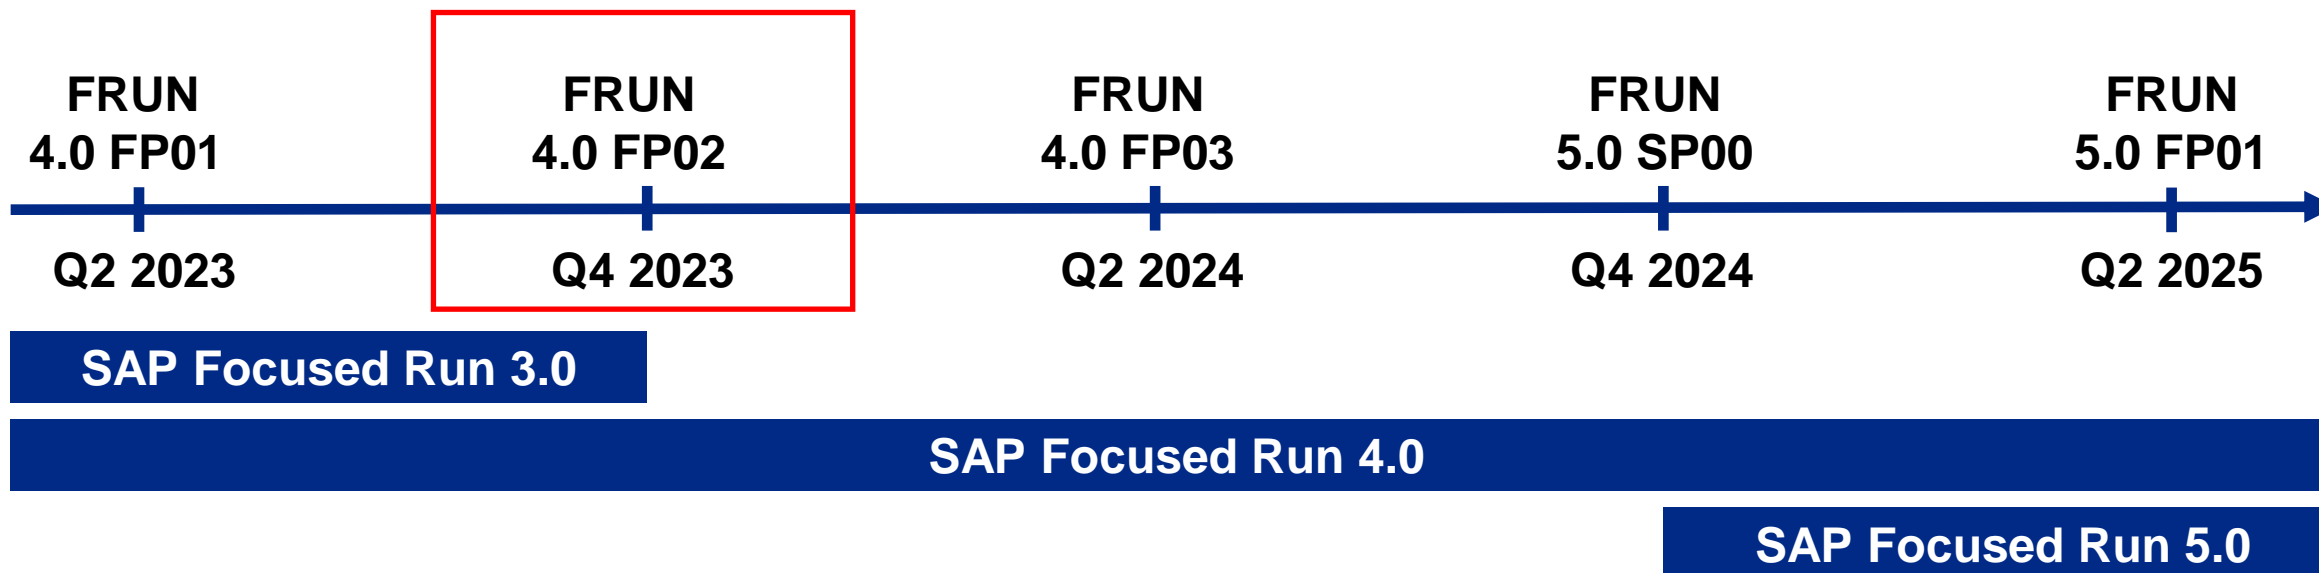 FRUN
4.0 FP01
FRUN
4.0 FP02
FRUN
4.0 FP03
FRUN
5.0 SP00
FRUN
5.0 FP01
Q2 2023
Q4 2023
Q2 2024
Q4 2024
Q2 2025
SAP Focused Run 3.0
SAP Focused Run 4.0
SAP Focused Run 5.0